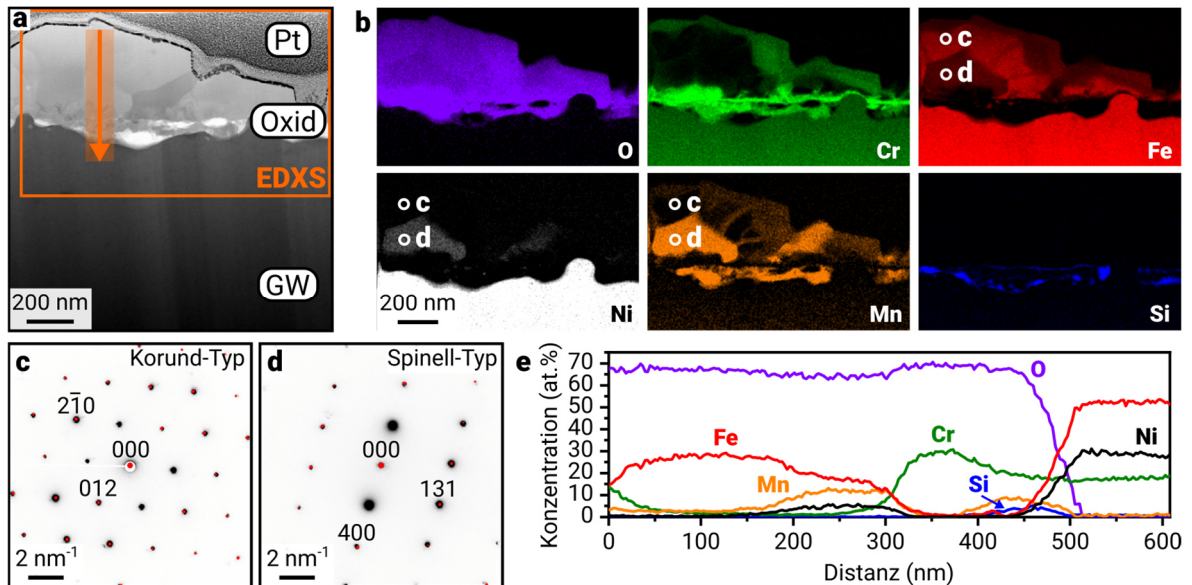 a
Pt
Oxid
EDXS
GW
200 nm
b
O
Cr
c
d
Fe
c
d
200 nm
Ni
c
d
Mn
Si
c
Korund-Typ
21̄0
000
012
2 nm⁻¹
d
Spinell-Typ
000
131
400
2 nm⁻¹
e
Konzentration (at.%)
70
60
50
40
30
20
10
0
O
Fe
Cr
Ni
Mn
Si
0 100 200 300 400 500 600
Distanz (nm)